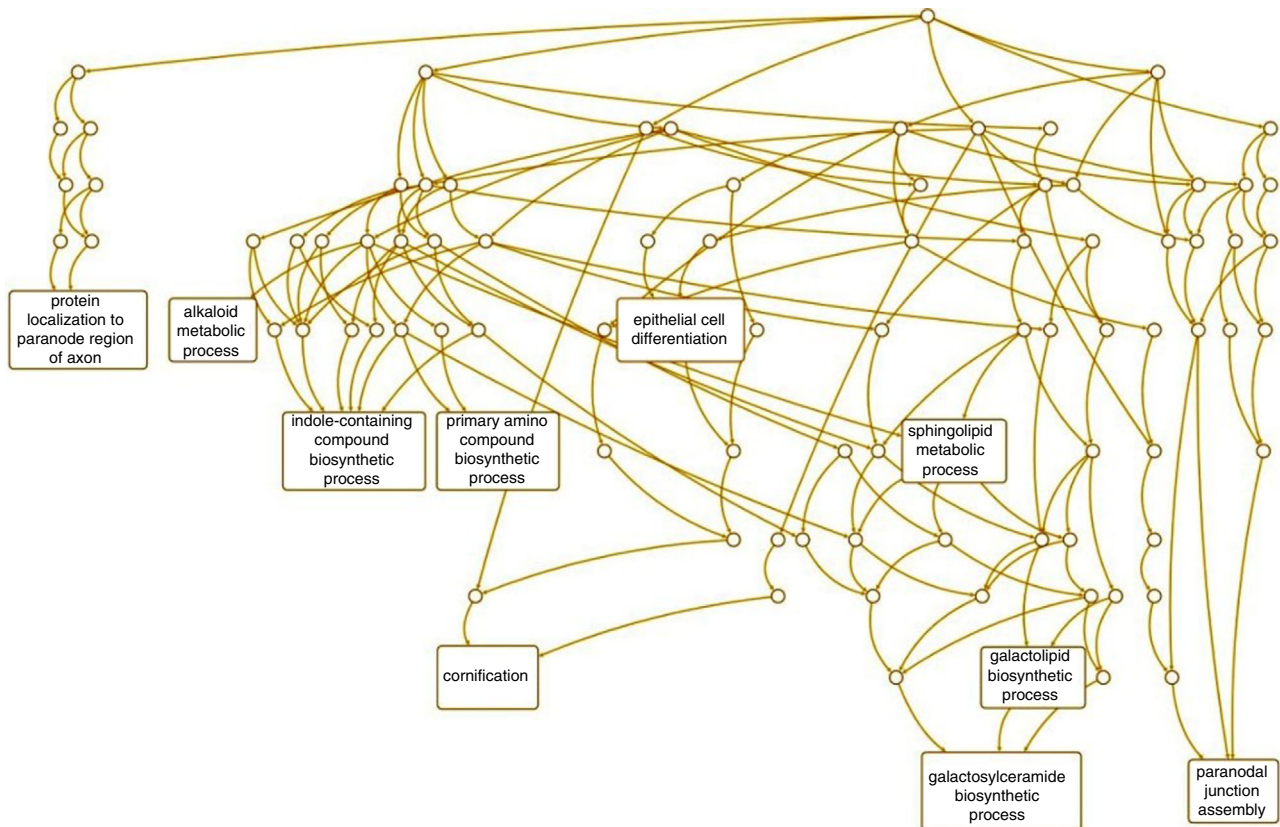 protein
localization to
paranode region
of axon
alkaloid
metabolic
process
epithelial cell
differentiation
indole-containing
compound
biosynthetic
process
primary amino
compound
biosynthetic
process
sphingolipid
metabolic
process
cornification
galactolipid
biosynthetic
process
galactosylceramide
biosynthetic
process
paranodal
junction
assembly